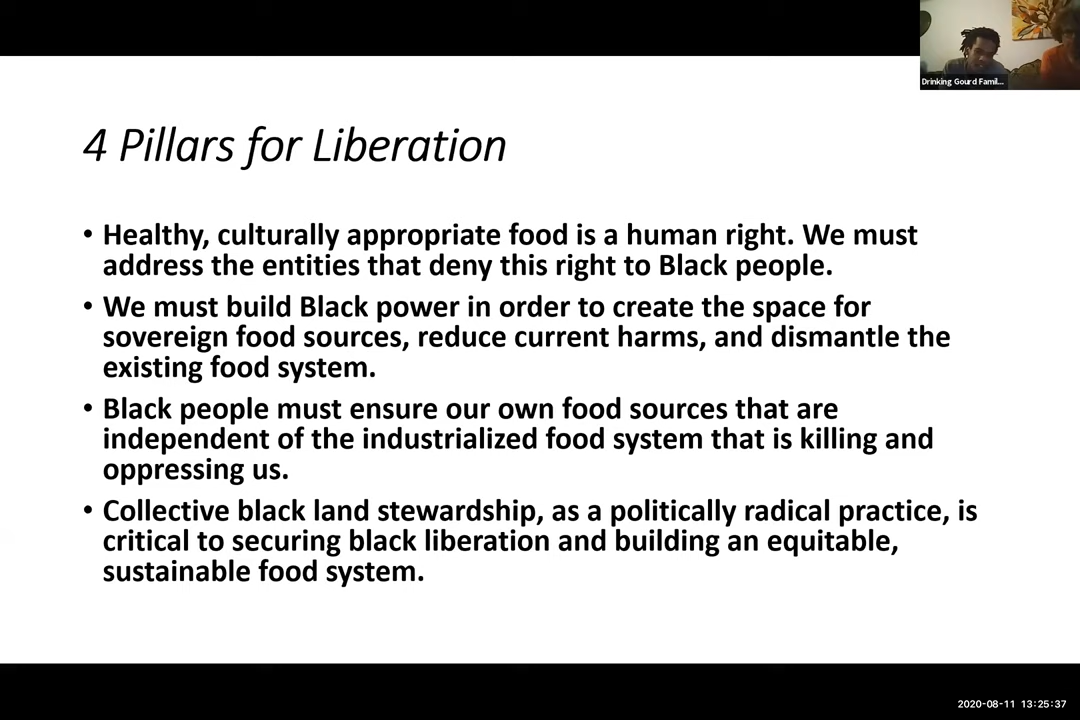 Drinking Gourd Famil...
4 Pillars for Liberation
• Healthy, culturally appropriate food is a human right. We must
address the entities that deny this right to Black people.
• We must build Black power in order to create the space for
sovereign food sources, reduce current harms, and dismantle the
existing food system.
• Black people must ensure our own food sources that are
independent of the industrialized food system that is killing and
oppressing us.
• Collective black land stewardship, as a politically radical practice, is
critical to securing black liberation and building an equitable,
sustainable food system.
2020-08-11 13:25:37